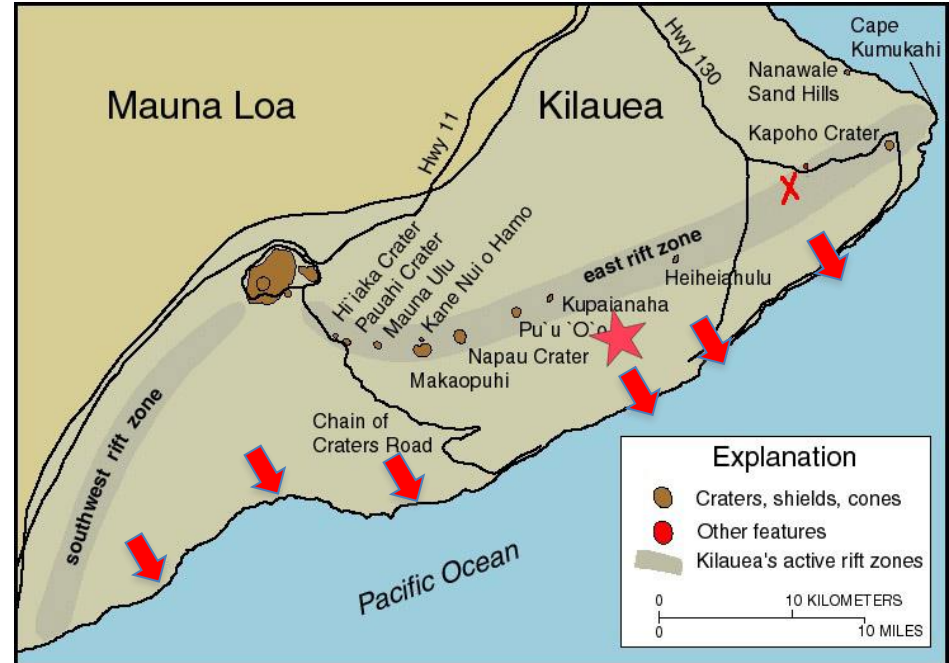 Cape
Kumukahi
Hwy 130
Nanawale
Sand Hills
Mauna Loa
Kilauea
Kapoho Crater
Hwy 11
Hi`iaka Crater
Pauahi Crater
Mauna Ulu
Kane Nui o Hamo
east rift zone
Heiheiahulu
Kupaianaha
Pu`u `O`o
Napau Crater
Makaopuhi
southwest rift zone
Chain of
Craters Road
Pacific Ocean
Explanation
Craters, shields, cones
Other features
Kilauea's active rift zones
0 10 KILOMETERS
0 10 MILES
X